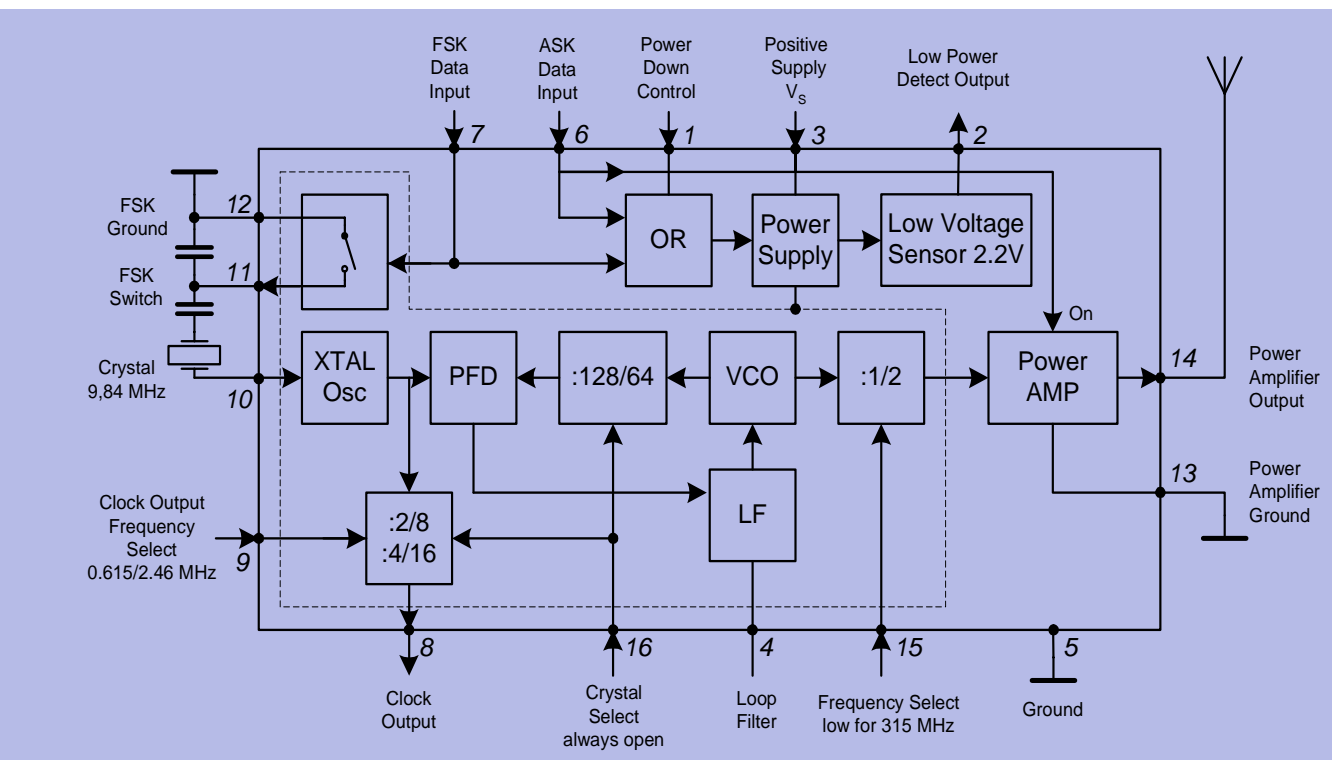 FSK
Data
Input
ASK
Data
Input
Power
Down
Control
Positive
Supply
VS
Low Power
Detect Output
7
6
1
3
2
FSK
Ground
12
FSK
Switch
11
OR
Power
Supply
Low Voltage
Sensor 2.2V
On
Crystal
9,84 MHz
10
XTAL
Osc
PFD
:128/64
VCO
:1/2
Power
AMP
14
Power
Amplifier
Output
Clock Output
Frequency
Select
0.615/2.46 MHz
9
:2/8
:4/16
LF
13
Power
Amplifier
Ground
8
16
4
15
5
Clock
Output
Crystal
Select
always open
Loop
Filter
Frequency Select
low for 315 MHz
Ground